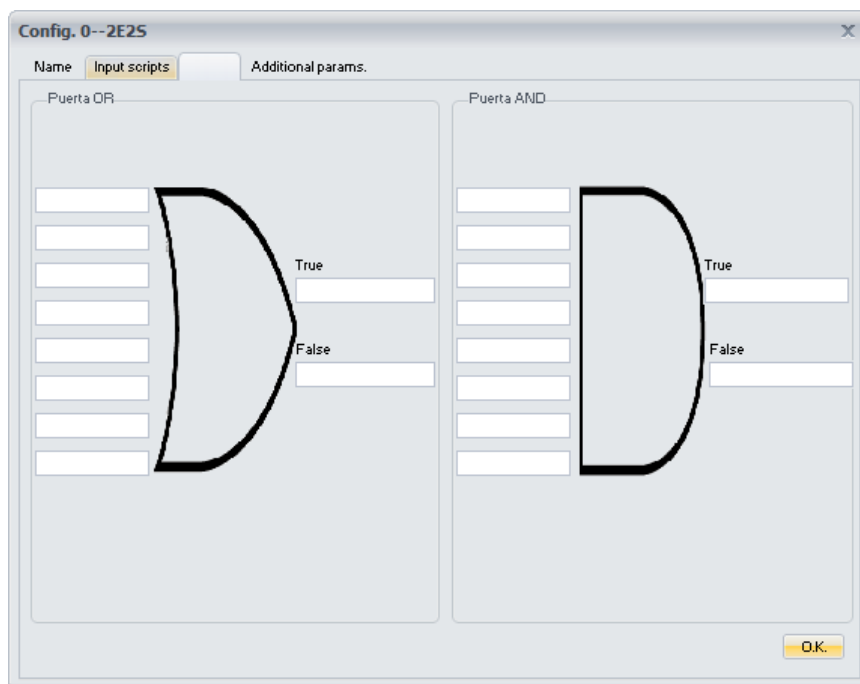 Config. 0--2E2S
Name Input scripts Additional params.
Puerta OR
True
False
Puerta AND
True
False
O.K.